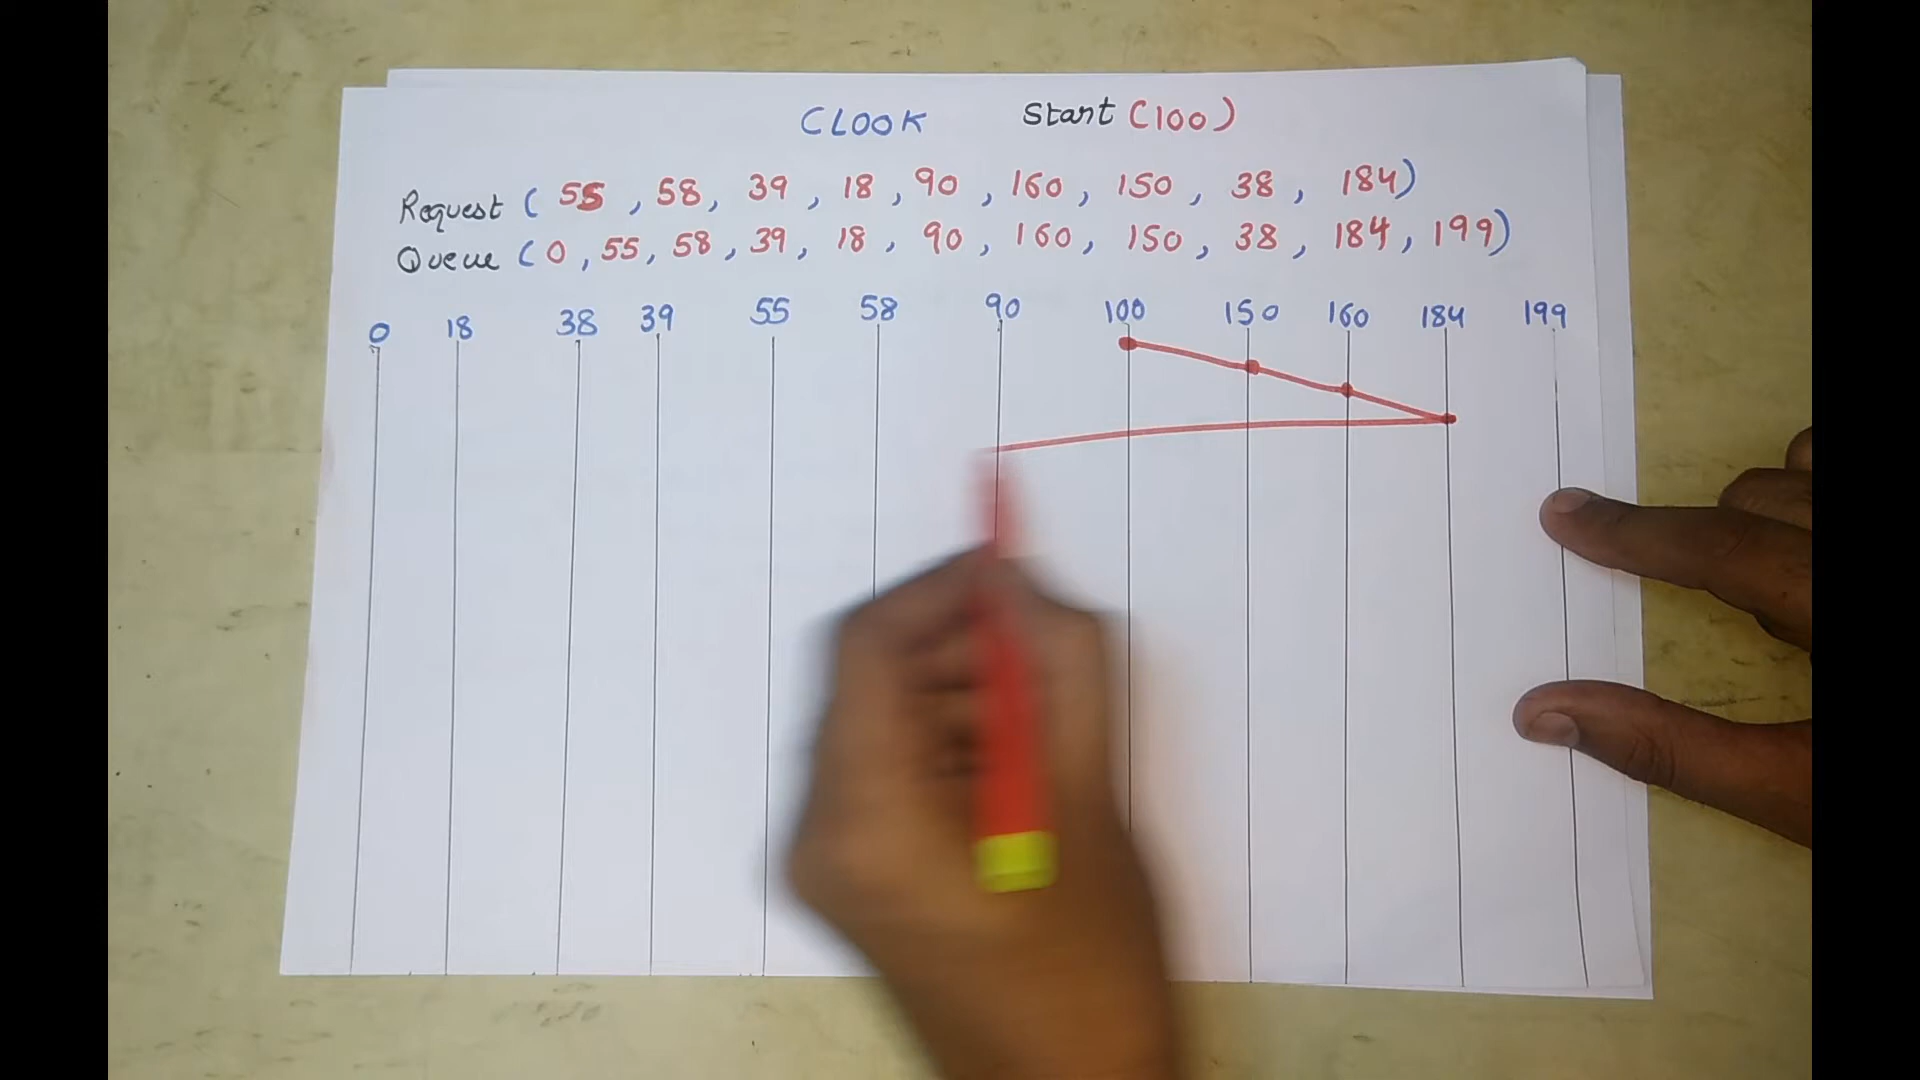 CLOOK Start (100)
Request ( 55 , 58, 39 , 18 , 90 , 160 , 150 , 38 , 184)
Queue ( 0 , 55, 58 , 39 , 18 , 90 , 160 , 150 , 38 , 184 , 199)
0 18 38 39 55 58 90 100 150 160 184 199